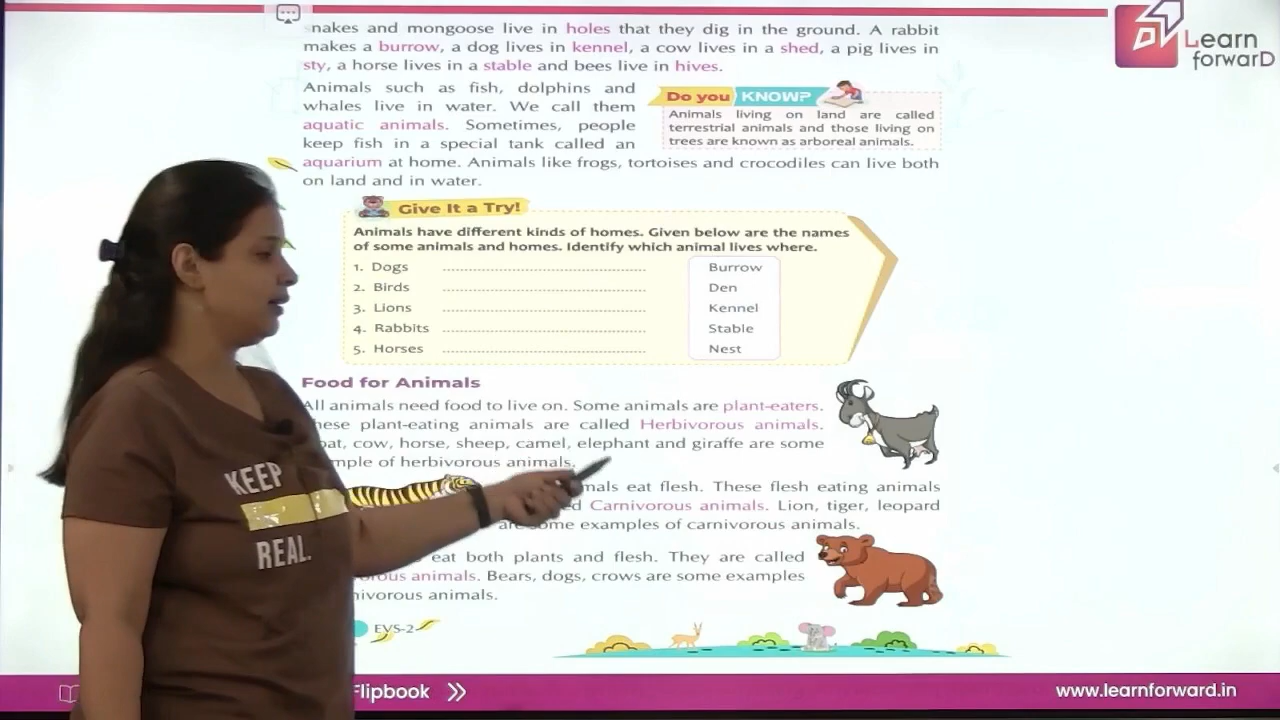 nakes and mongoose live in holes that they dig in the ground. A rabbit
makes a burrow, a dog lives in kennel, a cow lives in a shed, a pig lives in
sty, a horse lives in a stable and bees live in hives.
Animals such as fish, dolphins and
whales live in water. We call them
aquatic animals. Sometimes, people
keep fish in a special tank called an
aquarium at home. Animals like frogs, tortoises and crocodiles can live both
on land and in water.
Do you KNOW?
Animals living on land are called
terrestrial animals and those living on
trees are known as arboreal animals.
Give It a Try!
Animals have different kinds of homes. Given below are the names
of some animals and homes. Identify which animal lives where.
1. Dogs ................................................ Burrow
2. Birds ................................................ Den
3. Lions ................................................ Kennel
4. Rabbits ................................................ Stable
5. Horses ................................................ Nest
Food for Animals
All animals need food to live on. Some animals are plant-eaters.
hese plant-eating animals are called Herbivorous animals.
oat, cow, horse, sheep, camel, elephant and giraffe are some
mple of herbivorous animals.
mals eat flesh. These flesh eating animals
ed Carnivorous animals. Lion, tiger, leopard
are some examples of carnivorous animals.
eat both plants and flesh. They are called
orous animals. Bears, dogs, crows are some examples
nivorous animals.
EVS-2
KEEP
REAL.
Learn
forwarD
Flipbook
www.learnforward.in